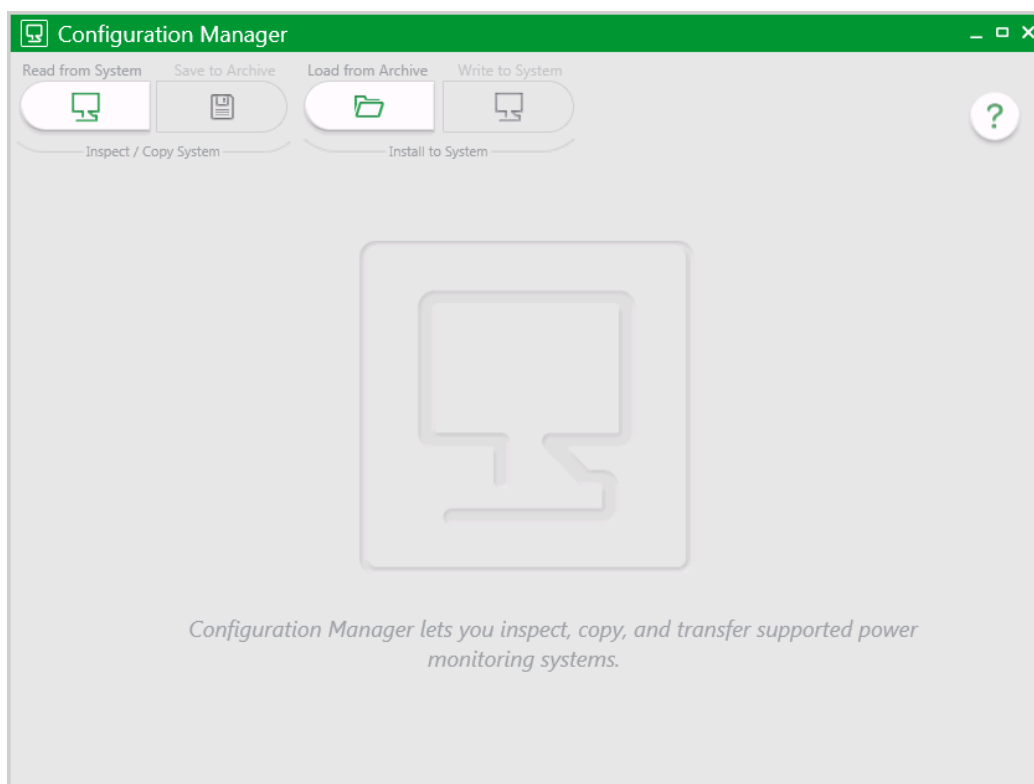 Configuration Manager
Read from System Save to Archive Load from Archive Write to System
?
Inspect / Copy System Install to System
Configuration Manager lets you inspect, copy, and transfer supported power
monitoring systems.